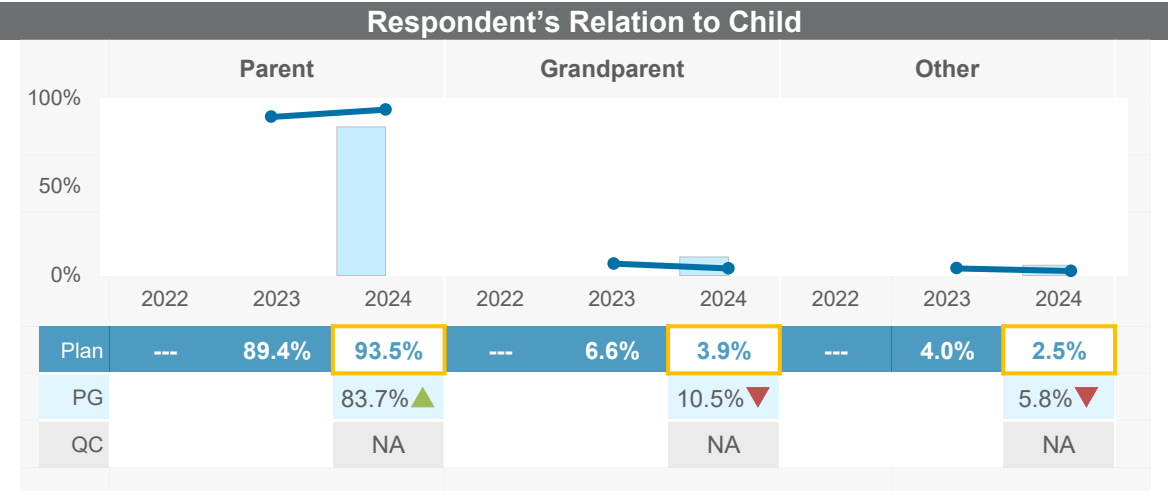 Respondent's Relation to Child
Parent Grandparent Other
100%
50%
0%
2022 2023 2024 2022 2023 2024 2022 2023 2024
Plan --- 89.4% 93.5% --- 6.6% 3.9% --- 4.0% 2.5%
PG 83.7% 10.5% 5.8%
QC NA NA NA